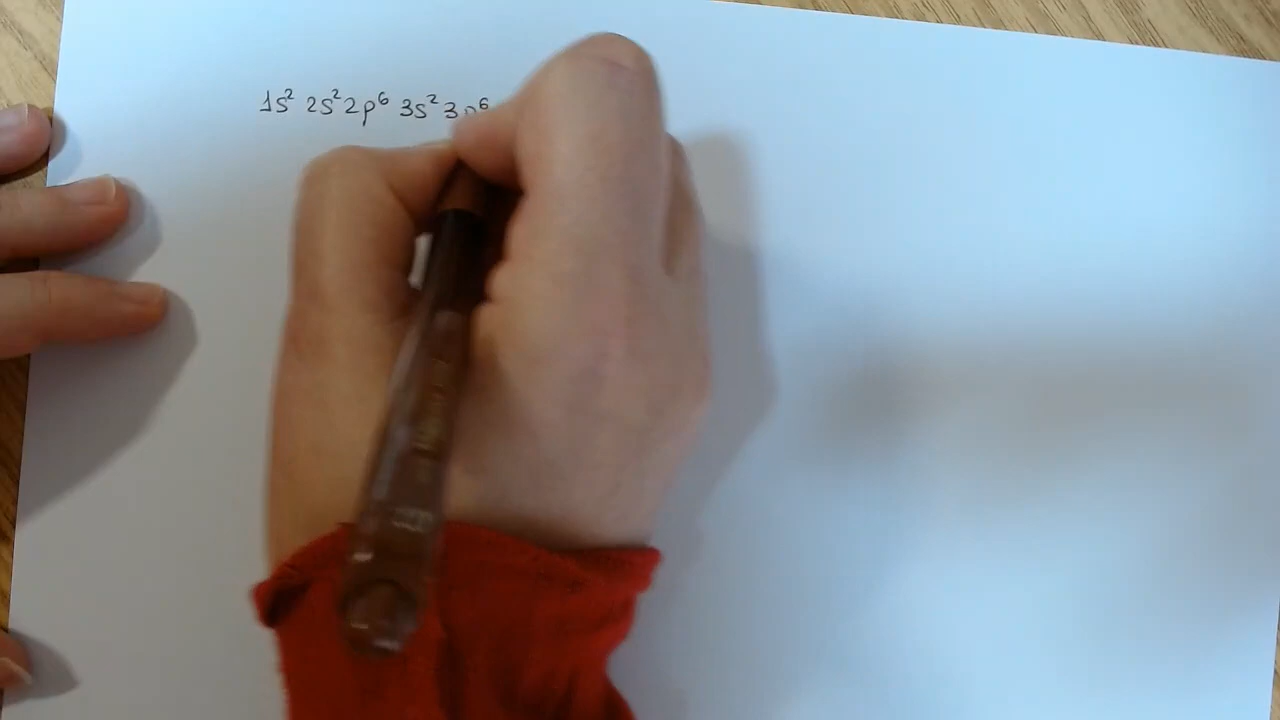 1s² 2s² 2p⁶ 3s² 3p⁶